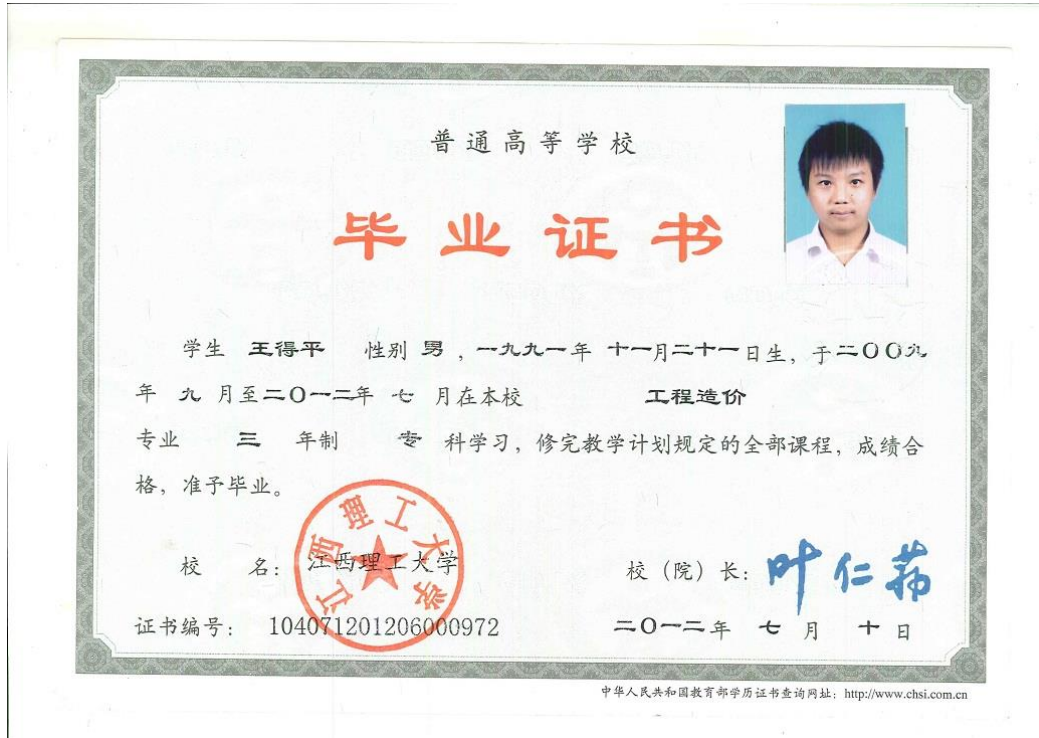 普通高等学校
毕业证书
学生 王得平 性别 男 , 一九九一年 十一月二十一日生, 于二〇〇九
年 九 月至二〇一二年 七 月在本校 工程造价
专业 三 年制 专 科学习, 修完教学计划规定的全部课程, 成绩合
格, 准予毕业。
江西理工大学
校 名: 江西理工大学 校（院）长: 叶仁荪
证书编号: 104071201206000972 二〇一二年 七 月 十 日
中华人民共和国教育部学历证书查询网址: http://www.chsi.com.cn